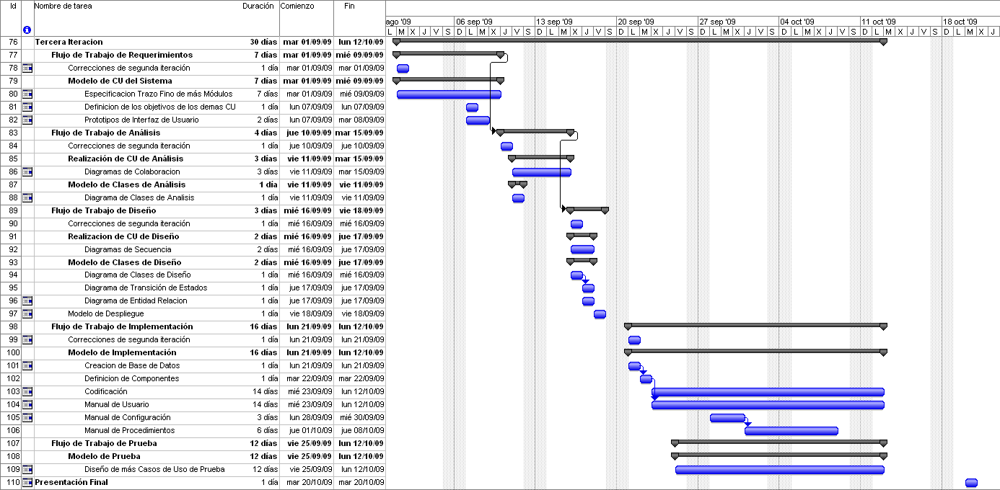 Id Nombre de tarea Duración Comienzo Fin
ago '09 06 sep '09 13 sep '09 20 sep '09 27 sep '09 04 oct '09 11 oct '09 18 oct '09
L M X J V S D L M X J V S D L M X J V S D L M X J V S D L M X J V S D L M X J V S D L M X J V S D L M X J
76 Tercera Iteracion 30 días mar 01/09/09 lun 12/10/09
77 Flujo de Trabajo de Requerimientos 7 días mar 01/09/09 mié 09/09/09
78 Correcciones de segunda iteración 1 día mar 01/09/09 mar 01/09/09
79 Modelo de CU del Sistema 7 días mar 01/09/09 mié 09/09/09
80 Especificacion Trazo Fino de más Módulos 7 días mar 01/09/09 mié 09/09/09
81 Definicion de los objetivos de los demas CU 1 día lun 07/09/09 lun 07/09/09
82 Prototipos de Interfaz de Usuario 2 días lun 07/09/09 mar 08/09/09
83 Flujo de Trabajo de Análisis 4 días jue 10/09/09 mar 15/09/09
84 Correcciones de segunda iteración 1 día jue 10/09/09 jue 10/09/09
85 Realización de CU de Análisis 3 días vie 11/09/09 mar 15/09/09
86 Diagramas de Colaboracion 3 días vie 11/09/09 mar 15/09/09
87 Modelo de Clases de Análisis 1 día vie 11/09/09 vie 11/09/09
88 Diagrama de Clases de Analisis 1 día vie 11/09/09 vie 11/09/09
89 Flujo de Trabajo de Diseño 3 días mié 16/09/09 vie 18/09/09
90 Correcciones de segunda iteración 1 día mié 16/09/09 mié 16/09/09
91 Realizacion de CU de Diseño 2 días mié 16/09/09 jue 17/09/09
92 Diagramas de Secuencia 2 días mié 16/09/09 jue 17/09/09
93 Modelo de Clases de Diseño 2 días mié 16/09/09 jue 17/09/09
94 Diagrama de Clases de Diseño 1 día mié 16/09/09 mié 16/09/09
95 Diagrama de Transición de Estados 1 día jue 17/09/09 jue 17/09/09
96 Diagrama de Entidad Relacion 1 día jue 17/09/09 jue 17/09/09
97 Modelo de Despliegue 1 día vie 18/09/09 vie 18/09/09
98 Flujo de Trabajo de Implementación 16 días lun 21/09/09 lun 12/10/09
99 Correcciones de segunda iteración 1 día lun 21/09/09 lun 21/09/09
100 Modelo de Implementación 16 días lun 21/09/09 lun 12/10/09
101 Creacion de Base de Datos 1 día lun 21/09/09 lun 21/09/09
102 Definicion de Componentes 1 día mar 22/09/09 mar 22/09/09
103 Codificación 14 días mié 23/09/09 lun 12/10/09
104 Manual de Usuario 14 días mié 23/09/09 lun 12/10/09
105 Manual de Configuración 3 días lun 28/09/09 mié 30/09/09
106 Manual de Procedimientos 6 días jue 01/10/09 jue 08/10/09
107 Flujo de Trabajo de Prueba 12 días vie 25/09/09 lun 12/10/09
108 Modelo de Prueba 12 días vie 25/09/09 lun 12/10/09
109 Diseño de más Casos de Uso de Prueba 12 días vie 25/09/09 lun 12/10/09
110 Presentación Final 1 día mar 20/10/09 mar 20/10/09